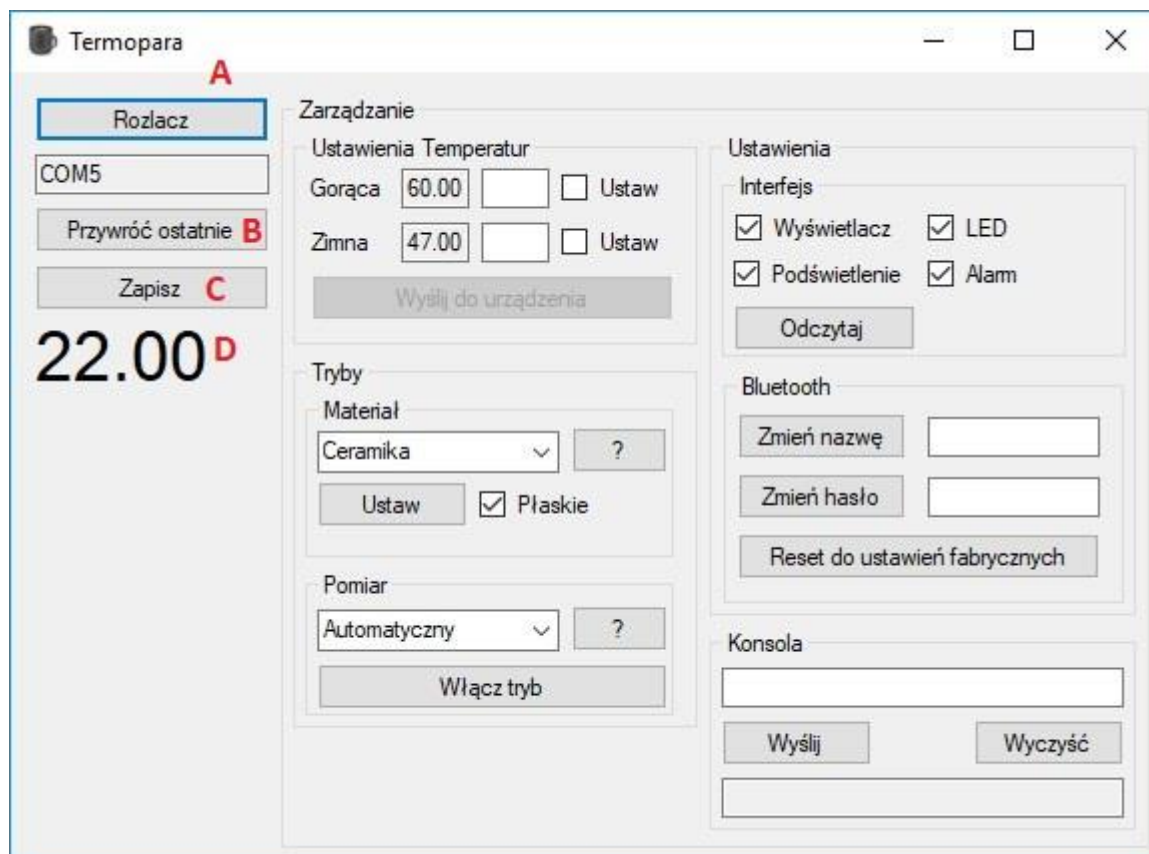 Termopara
A
Rozlacz
COM5
Przywróć ostatnie B
Zapisz C
22.00 D
Zarządzanie
Ustawienia Temperatur
Gorąca 60.00 Ustaw
Zimna 47.00 Ustaw
Wyślij do urządzenia
Tryby
Materiał
Ceramika ?
Ustaw Płaskie
Pomiar
Automatyczny ?
Włącz tryb
Ustawienia
Interfejs
Wyświetlacz LED
Podświetlenie Alarm
Odczytaj
Bluetooth
Zmień nazwę
Zmień hasło
Reset do ustawień fabrycznych
Konsola
Wyślij Wyczyść